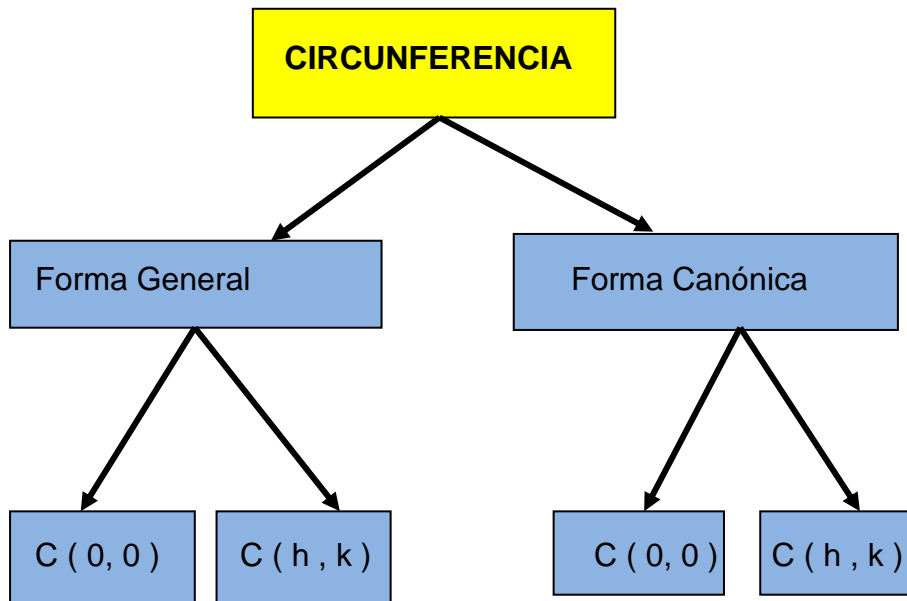 CIRCUNFERENCIA
Forma General
Forma Canónica
C ( 0, 0 )
C ( h , k )
C ( 0, 0 )
C ( h , k )